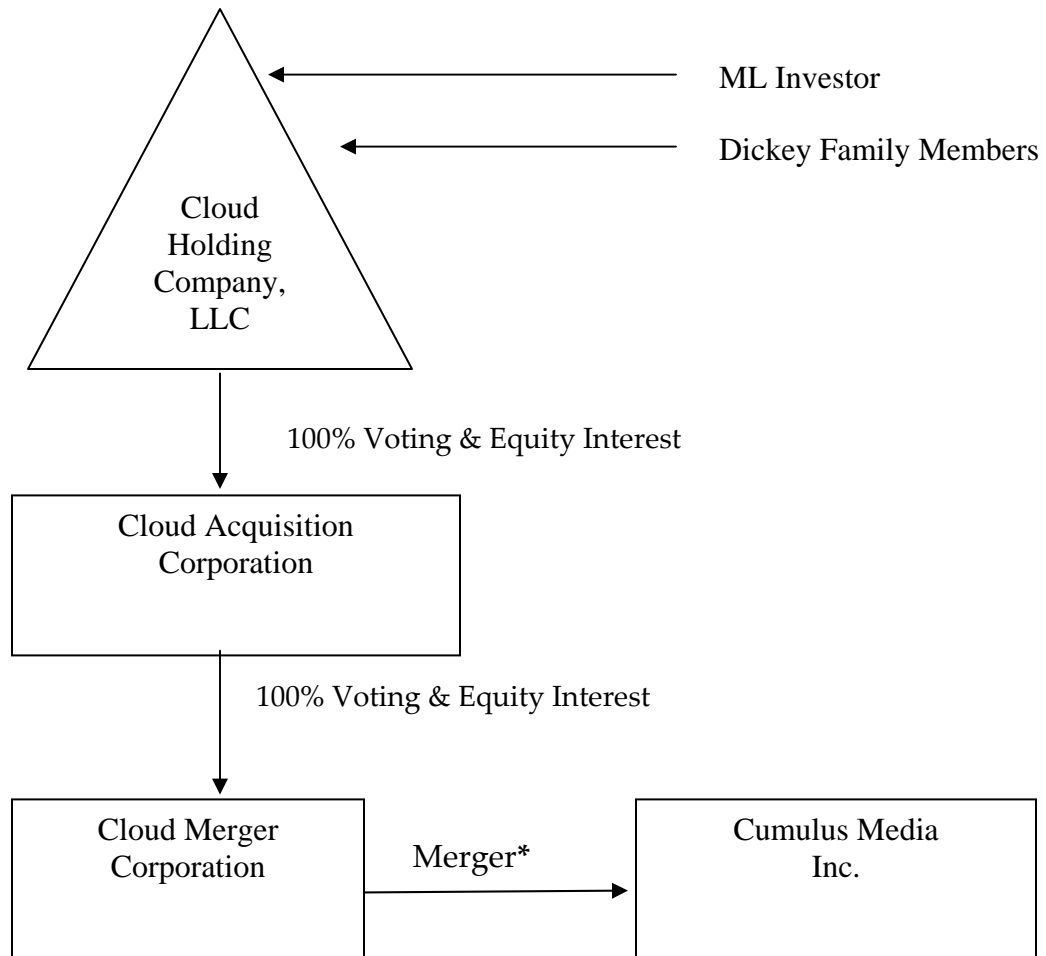 ML Investor
Dickey Family Members
Cloud
Holding
Company,
LLC
100% Voting & Equity Interest
Cloud Acquisition
Corporation
100% Voting & Equity Interest
Cloud Merger
Corporation
Merger*
Cumulus Media
Inc.